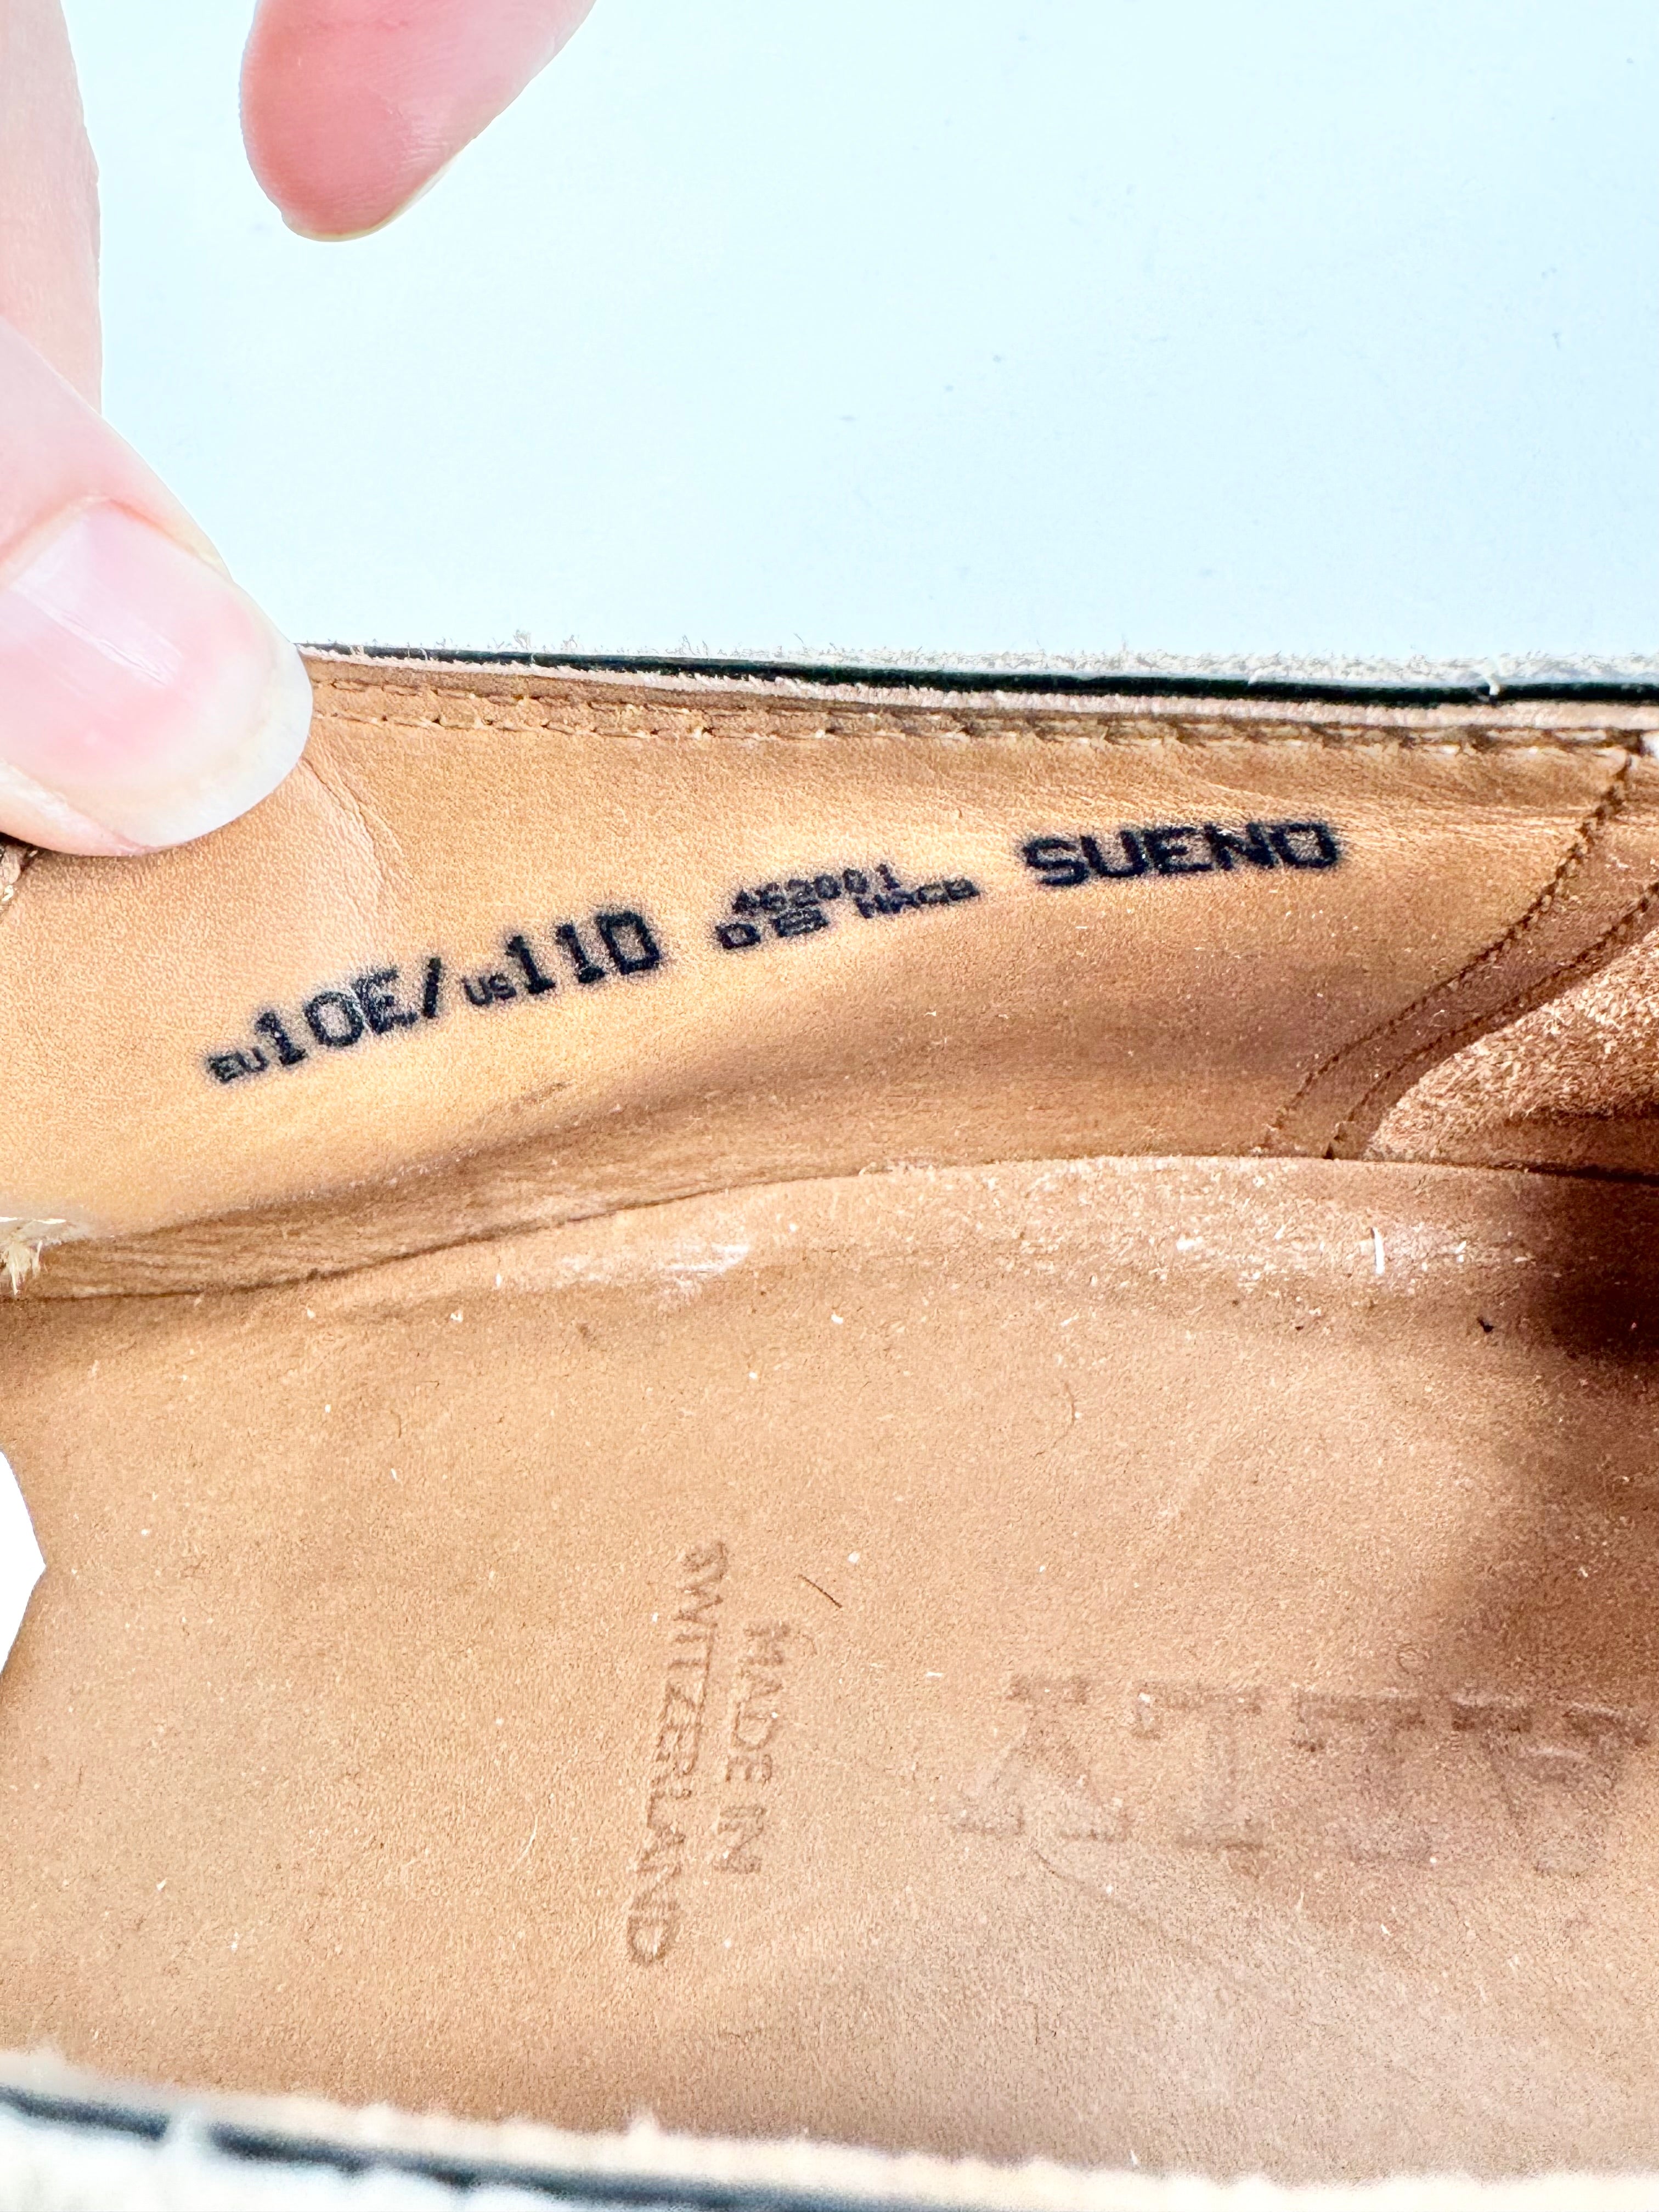 EU10E/US11D
462001
SUENO
MADE IN
SWITZERLAND